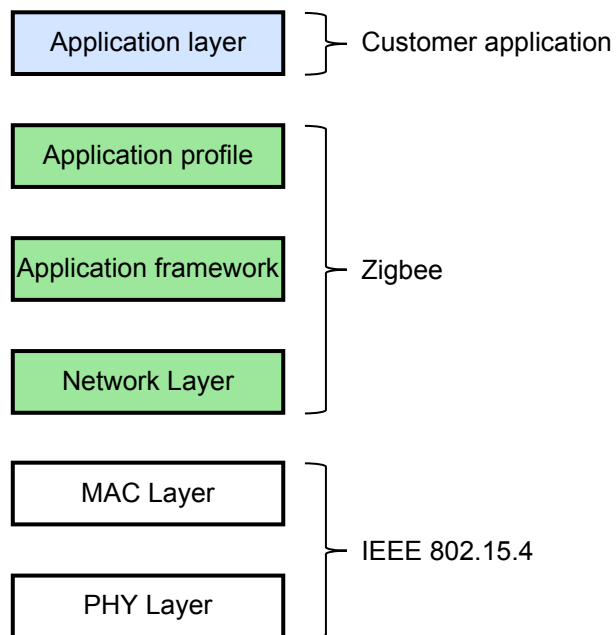 Application layer
Customer application
Application profile
Application framework
Zigbee
Network Layer
MAC Layer
IEEE 802.15.4
PHY Layer